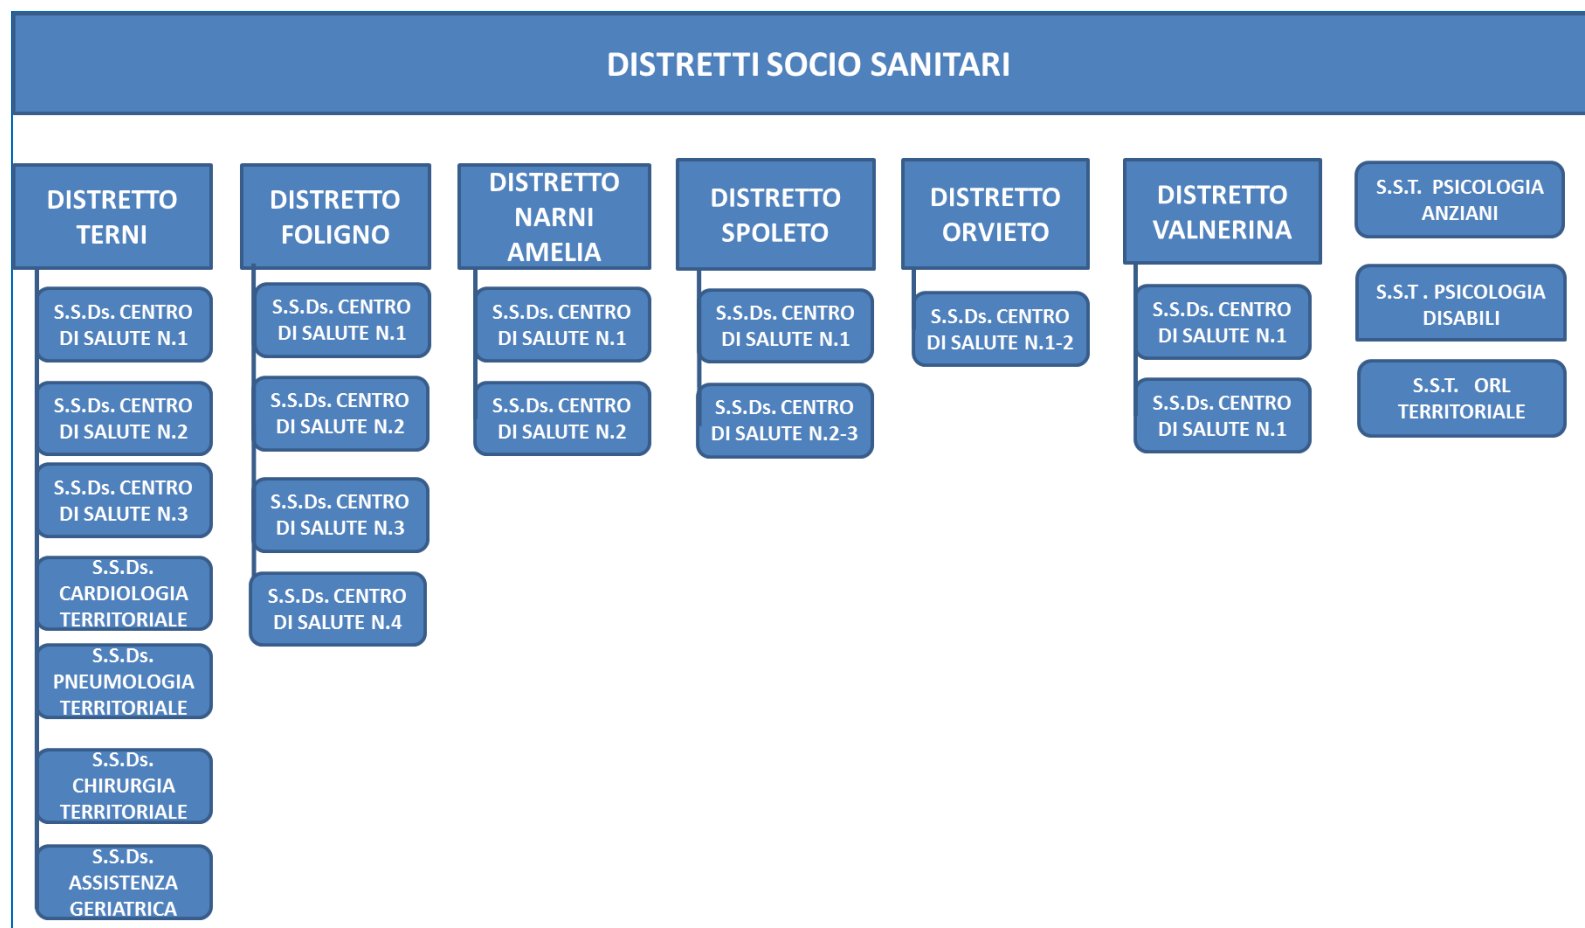 DISTRETTI SOCIO SANITARI
DISTRETTO
TERNI
S.S.Ds. CENTRO
DI SALUTE N.1
S.S.Ds. CENTRO
DI SALUTE N.2
S.S.Ds. CENTRO
DI SALUTE N.3
S.S.Ds.
CARDIOLOGIA
TERRITORIALE
S.S.Ds.
PNEUMOLOGIA
TERRITORIALE
S.S.Ds.
CHIRURGIA
TERRITORIALE
S.S.Ds.
ASSISTENZA
GERIATRICA
DISTRETTO
FOLIGNO
S.S.Ds. CENTRO
DI SALUTE N.1
S.S.Ds. CENTRO
DI SALUTE N.2
S.S.Ds. CENTRO
DI SALUTE N.3
S.S.Ds. CENTRO
DI SALUTE N.4
DISTRETTO
NARNI
AMELIA
S.S.Ds. CENTRO
DI SALUTE N.1
S.S.Ds. CENTRO
DI SALUTE N.2
DISTRETTO
SPOLETO
S.S.Ds. CENTRO
DI SALUTE N.1
S.S.Ds. CENTRO
DI SALUTE N.2-3
DISTRETTO
ORVIETO
S.S.Ds. CENTRO
DI SALUTE N.1-2
DISTRETTO
VALNERINA
S.S.Ds. CENTRO
DI SALUTE N.1
S.S.Ds. CENTRO
DI SALUTE N.1
S.S.T. PSICOLOGIA
ANZIANI
S.S.T . PSICOLOGIA
DISABILI
S.S.T. ORL
TERRITORIALE